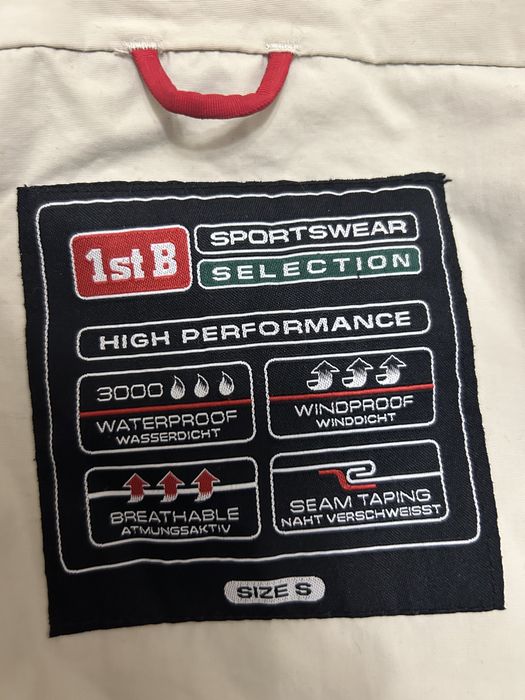 1st B
SPORTSWEAR
SELECTION
HIGH PERFORMANCE
3000
WATERPROOF
WASSERDICHT
WINDPROOF
WINDDICHT
BREATHABLE
ATMUNGSAKTIV
SEAM TAPING
NAHT VERSCHWEISST
SIZE S